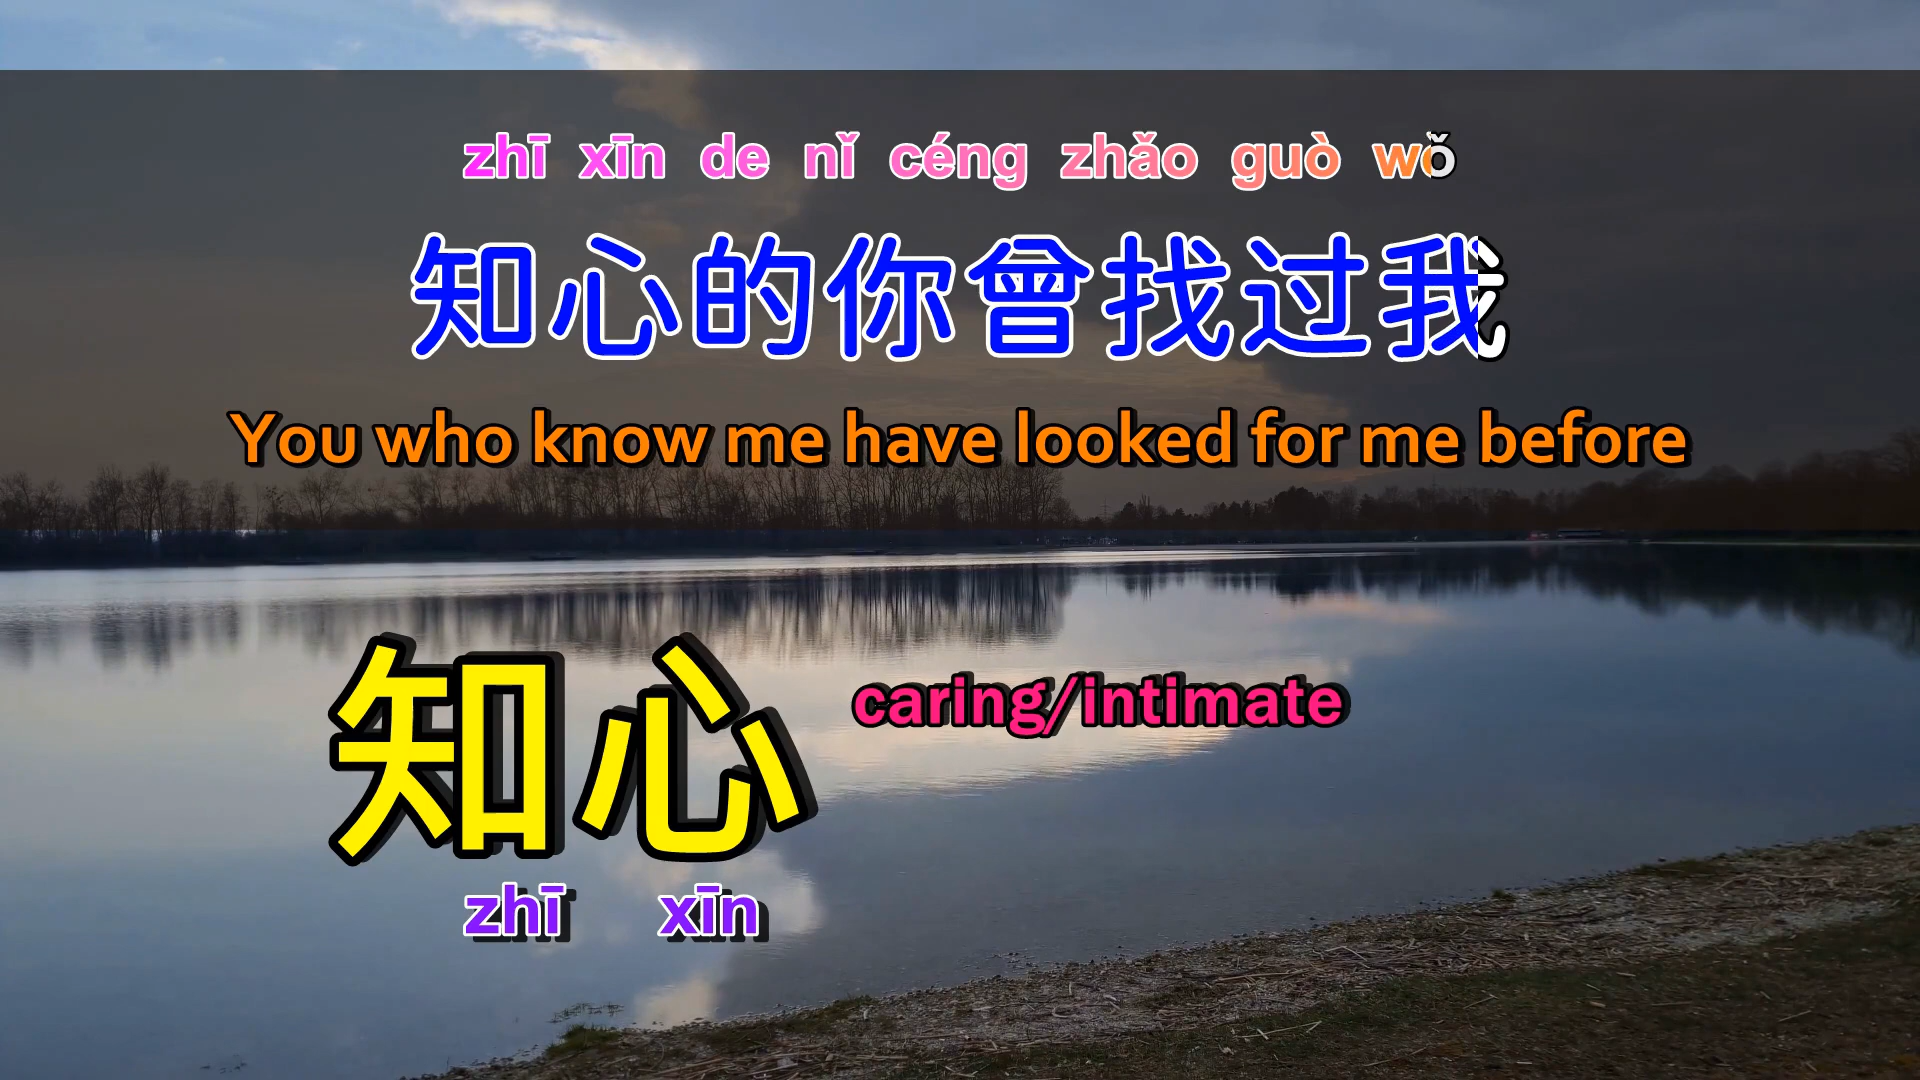 zhī xīn de nǐ céng zhǎo guò wǒ
知心的你曾找过我
You who know me have looked for me before
知心
caring/intimate
zhī xīn